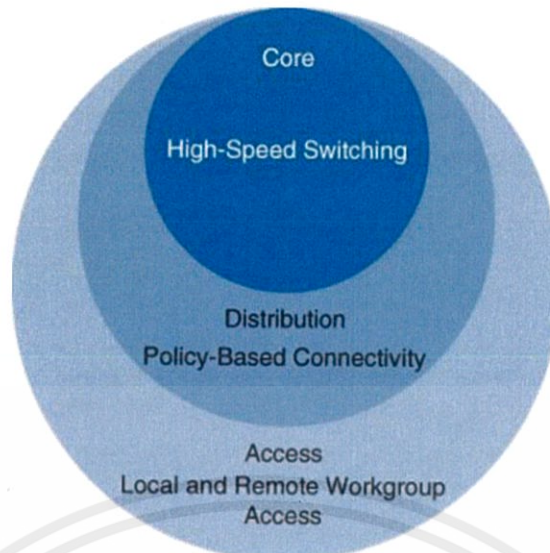 Core
High-Speed Switching
Distribution
Policy-Based Connectivity
Access
Local and Remote Workgroup
Access